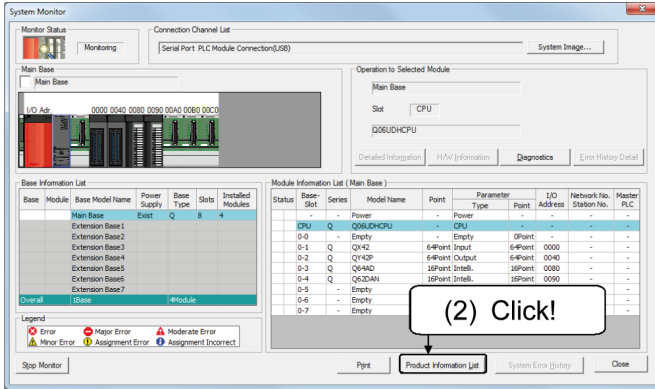 System Monitor
Monitor Status
Monitoring
Connection Channel List
Serial Port PLC Module Connection(USB)
System Image...
Main Base
Main Base
I/O Adr. 0000 0040 0080 0090 00A0 00B0 00C0
Operation to Selected Module
Main Base
Slot CPU
Q06UDHCPU
Detailed Information H/W Information Diagnostics Error History Detail
Base Information List
Base Module Base Model Name Power Supply Base Type Slots Installed Modules
Main Base Exist Q 8 4
Extension Base1
Extension Base2
Extension Base3
Extension Base4
Extension Base5
Extension Base6
Extension Base7
Overall 1Base 4Module
Module Information List ( Main Base )
Status Base-Slot Series Model Name Point Parameter Type Point I/O Address Network No. Station No. Master PLC
- - Power - Power - - - -
CPU Q Q06UDHCPU - CPU - - - -
0-0 - Empty - Empty 0Point - - -
0-1 Q QX42 64Point Input 64Point 0000 - -
0-2 Q QY42P 64Point Output 64Point 0040 - -
0-3 Q Q64AD 16Point Intelli. 16Point 0080 - -
0-4 Q Q62DAN 16Point Intelli. 16Point 0090 - -
0-5 - Empty
0-6 - Empty
0-7 - Empty
(2) Click!
Legend
Error Major Error Moderate Error
Minor Error Assignment Error Assignment Incorrect
Stop Monitor
Print Product Information List System Error History Close